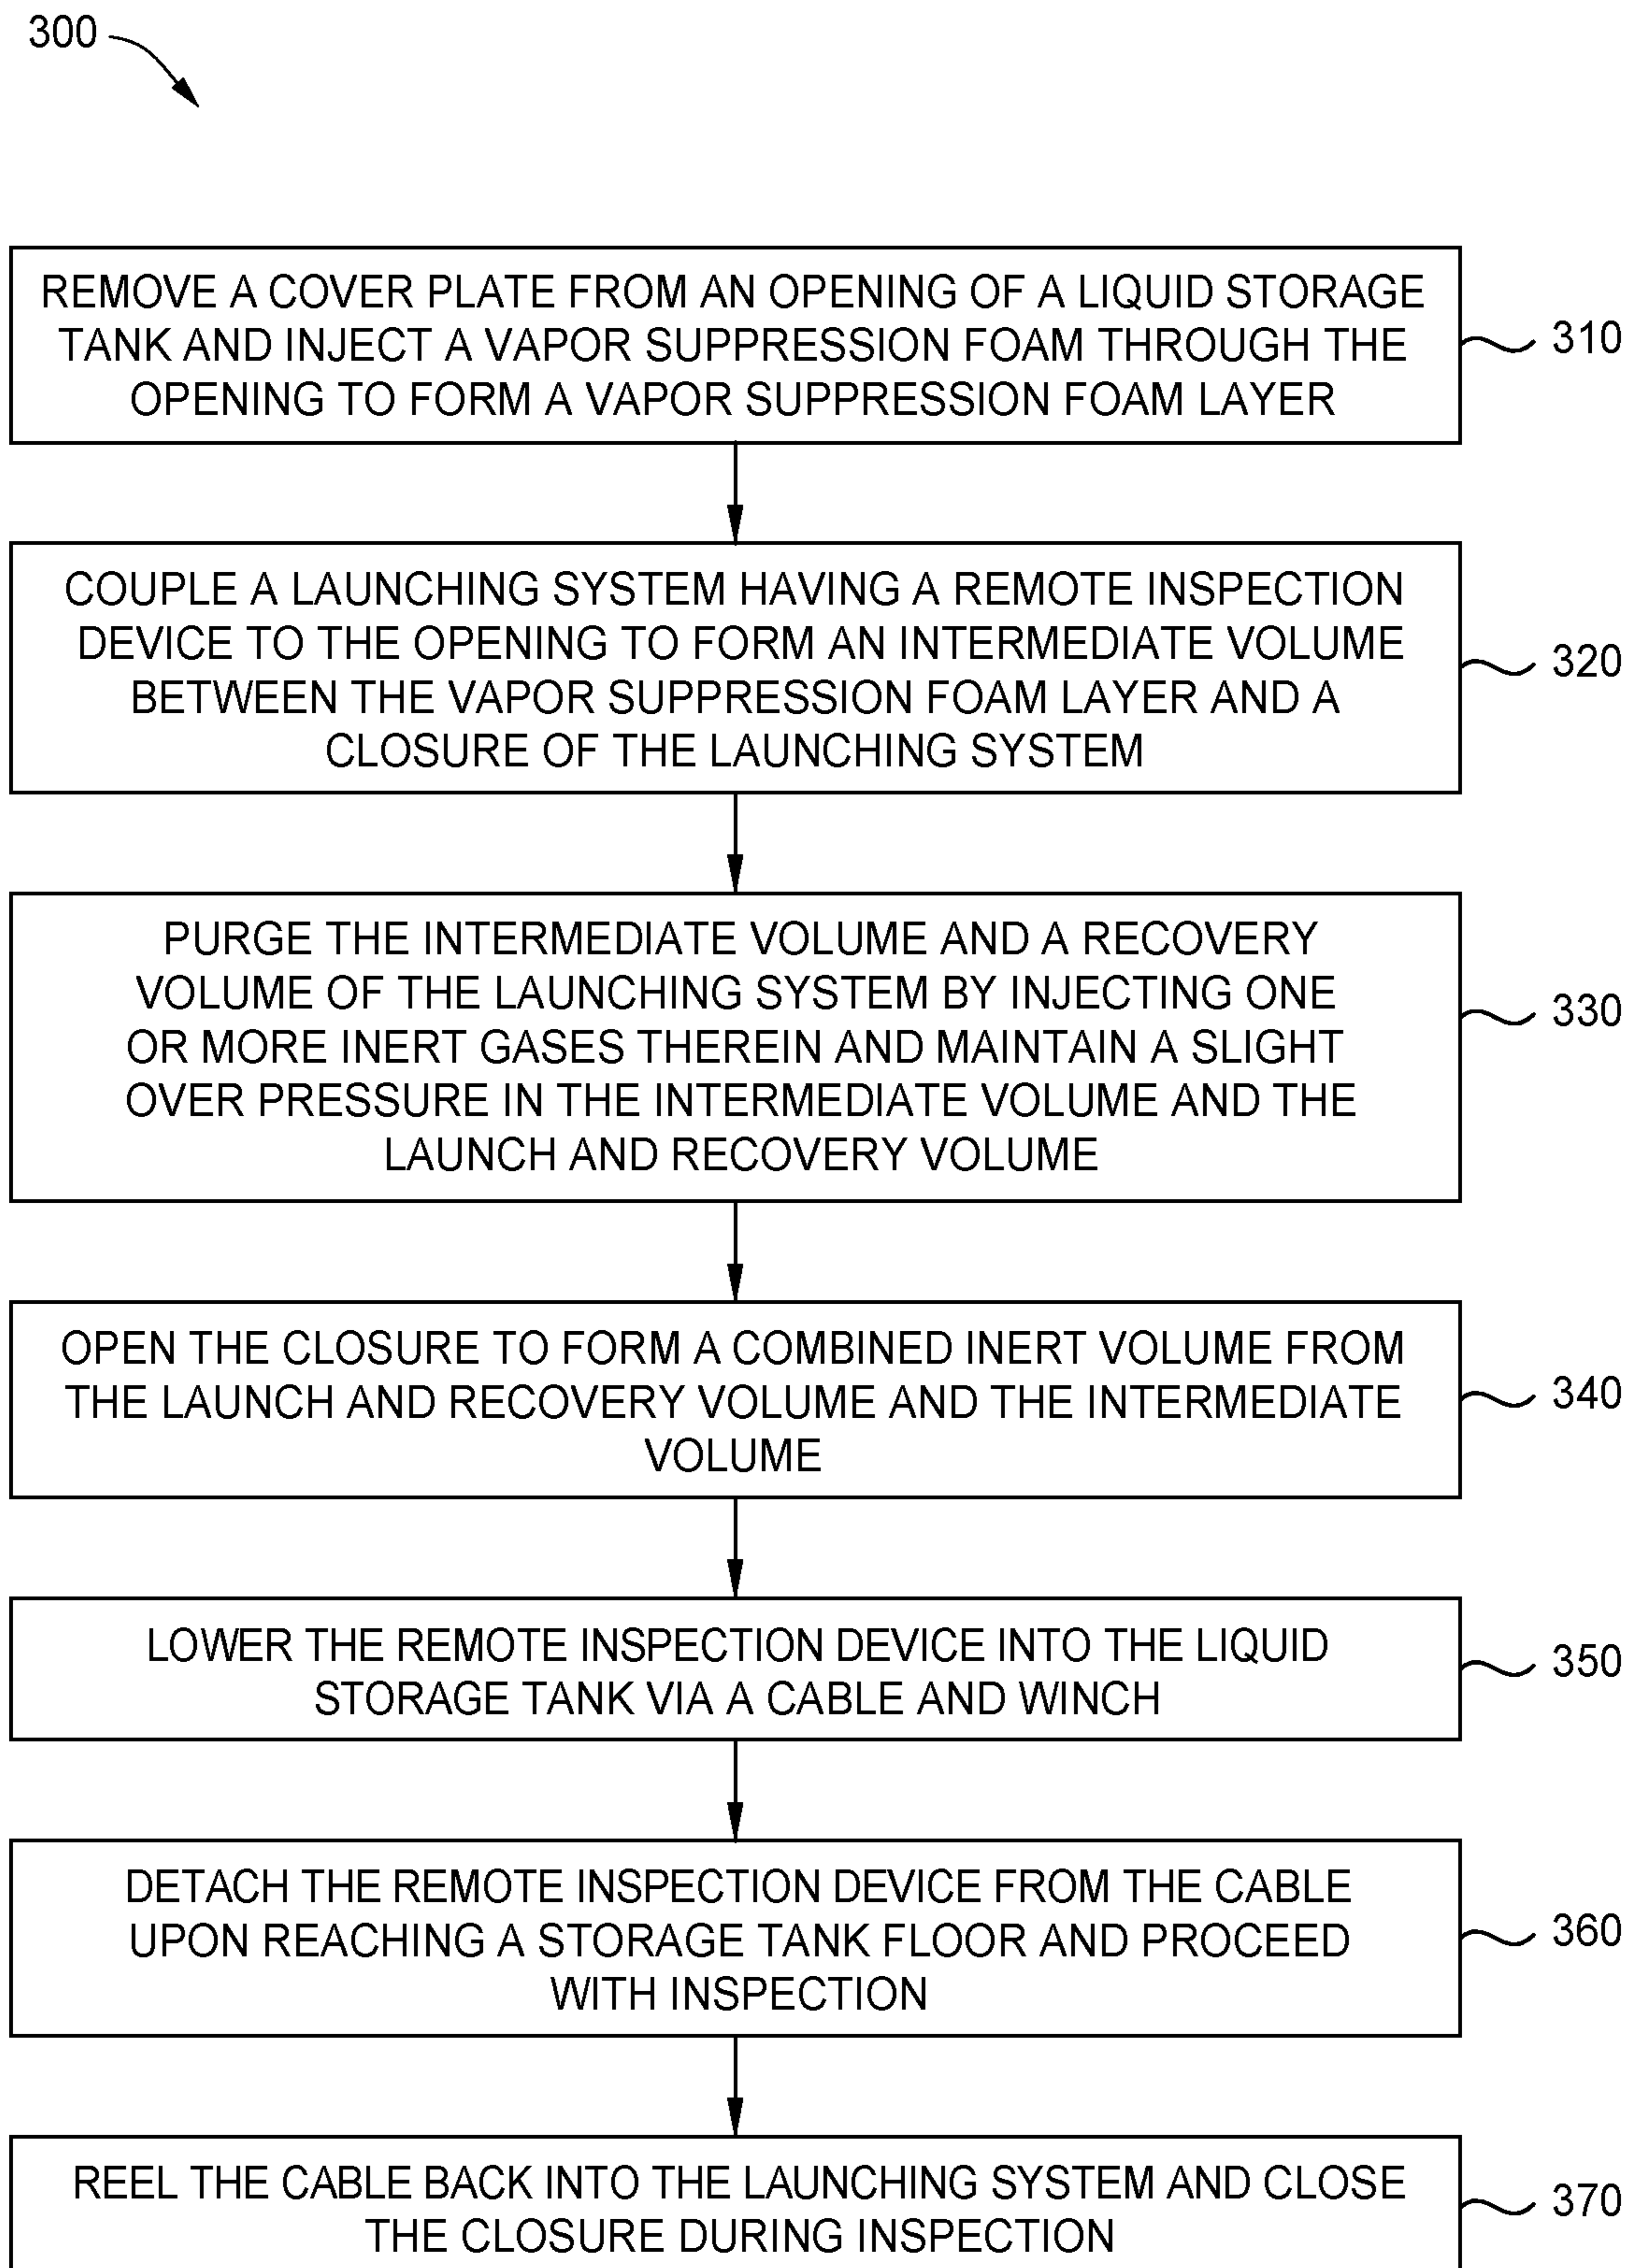 300
REMOVE A COVER PLATE FROM AN OPENING OF A LIQUID STORAGE
TANK AND INJECT A VAPOR SUPPRESSION FOAM THROUGH THE
OPENING TO FORM A VAPOR SUPPRESSION FOAM LAYER
310
COUPLE A LAUNCHING SYSTEM HAVING A REMOTE INSPECTION
DEVICE TO THE OPENING TO FORM AN INTERMEDIATE VOLUME
BETWEEN THE VAPOR SUPPRESSION FOAM LAYER AND A
CLOSURE OF THE LAUNCHING SYSTEM
320
PURGE THE INTERMEDIATE VOLUME AND A RECOVERY
VOLUME OF THE LAUNCHING SYSTEM BY INJECTING ONE
OR MORE INERT GASES THEREIN AND MAINTAIN A SLIGHT
OVER PRESSURE IN THE INTERMEDIATE VOLUME AND THE
LAUNCH AND RECOVERY VOLUME
330
OPEN THE CLOSURE TO FORM A COMBINED INERT VOLUME FROM
THE LAUNCH AND RECOVERY VOLUME AND THE INTERMEDIATE
VOLUME
340
LOWER THE REMOTE INSPECTION DEVICE INTO THE LIQUID
STORAGE TANK VIA A CABLE AND WINCH
350
DETACH THE REMOTE INSPECTION DEVICE FROM THE CABLE
UPON REACHING A STORAGE TANK FLOOR AND PROCEED
WITH INSPECTION
360
REEL THE CABLE BACK INTO THE LAUNCHING SYSTEM AND CLOSE
THE CLOSURE DURING INSPECTION
370